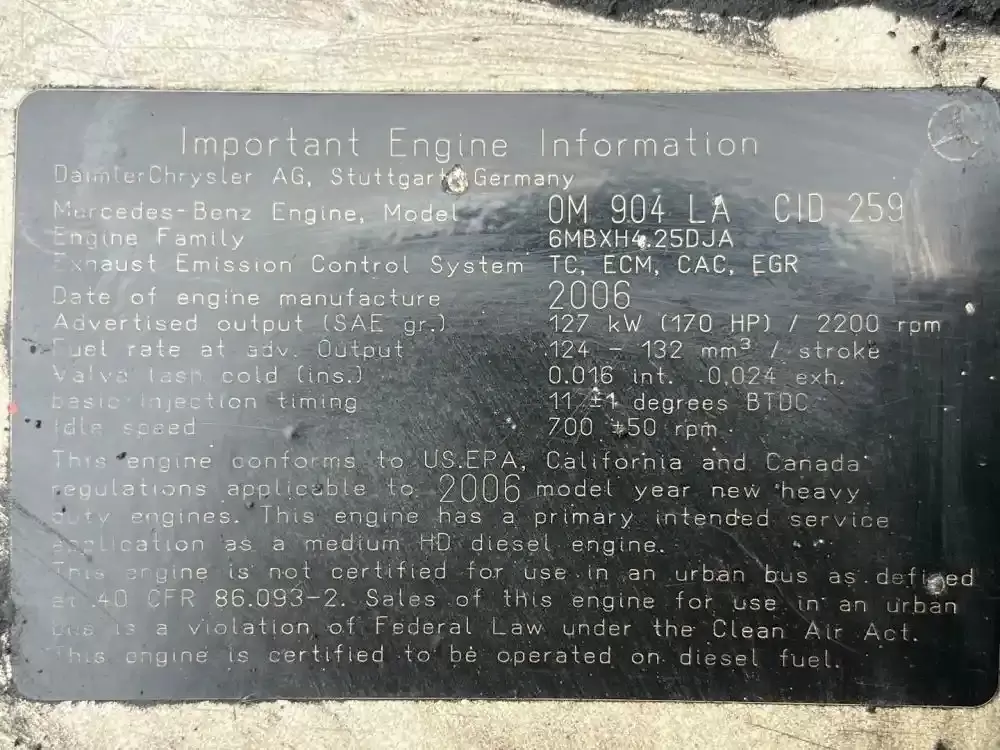 Important Engine Information
DaimlerChrysler AG, Stuttgart Germany
Mercedes-Benz Engine, Model OM 904 LA CID 259
Engine Family 6MBXH4.25DJA
Exhaust Emission Control System TC, ECM, CAC, EGR
Date of engine manufacture 2006
Advertised output (SAE gr.) 127 kW (170 HP) / 2200 rpm
Fuel rate at adv. Output 124 - 132 mm³ / stroke
Valve lash cold (ins.) 0.016 int. 0.024 exh.
basic injection timing 11 ±1 degrees BTDC
Idle speed 700 ±50 rpm
This engine conforms to US.EPA, California and Canada
regulations applicable to 2006 model year new heavy
duty engines. This engine has a primary intended service
application as a medium HD diesel engine.
This engine is not certified for use in an urban bus as defined
at 40 CFR 86.093-2. Sales of this engine for use in an urban
bus is a violation of Federal Law under the Clean Air Act.
This engine is certified to be operated on diesel fuel.